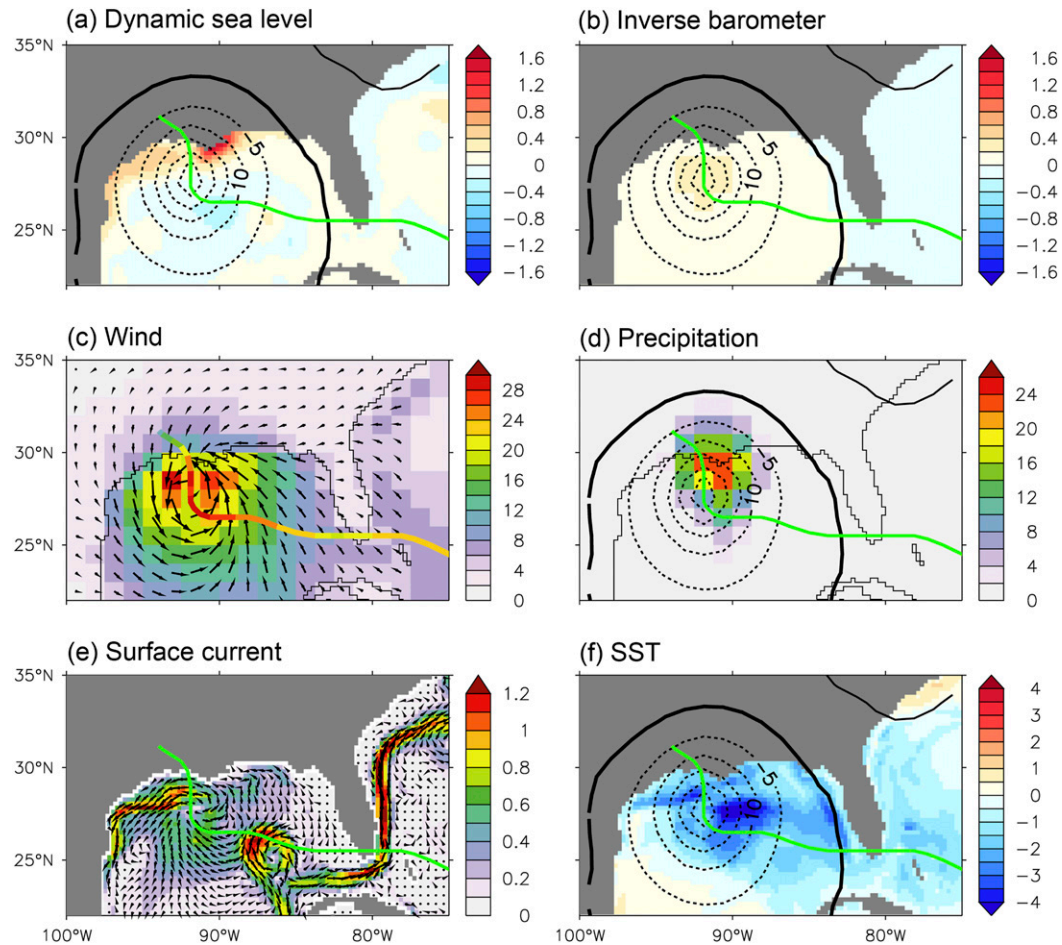 (a) Dynamic sea level
(b) Inverse barometer
35°N
30°N
25°N
-5
-10
1.6
1.2
0.8
0.4
0
−0.4
−0.8
−1.2
−1.6
-5
-10
1.6
1.2
0.8
0.4
0
−0.4
−0.8
−1.2
−1.6
(c) Wind
(d) Precipitation
35°N
30°N
25°N
28
24
20
16
12
8
4
0
-5
10
24
20
16
12
8
4
0
(e) Surface current
(f) SST
35°N
30°N
25°N
100°W
90°W
80°W
1.2
1
0.8
0.6
0.4
0.2
0
-5
10
100°W
90°W
80°W
4
3
2
1
0
−1
−2
−3
−4